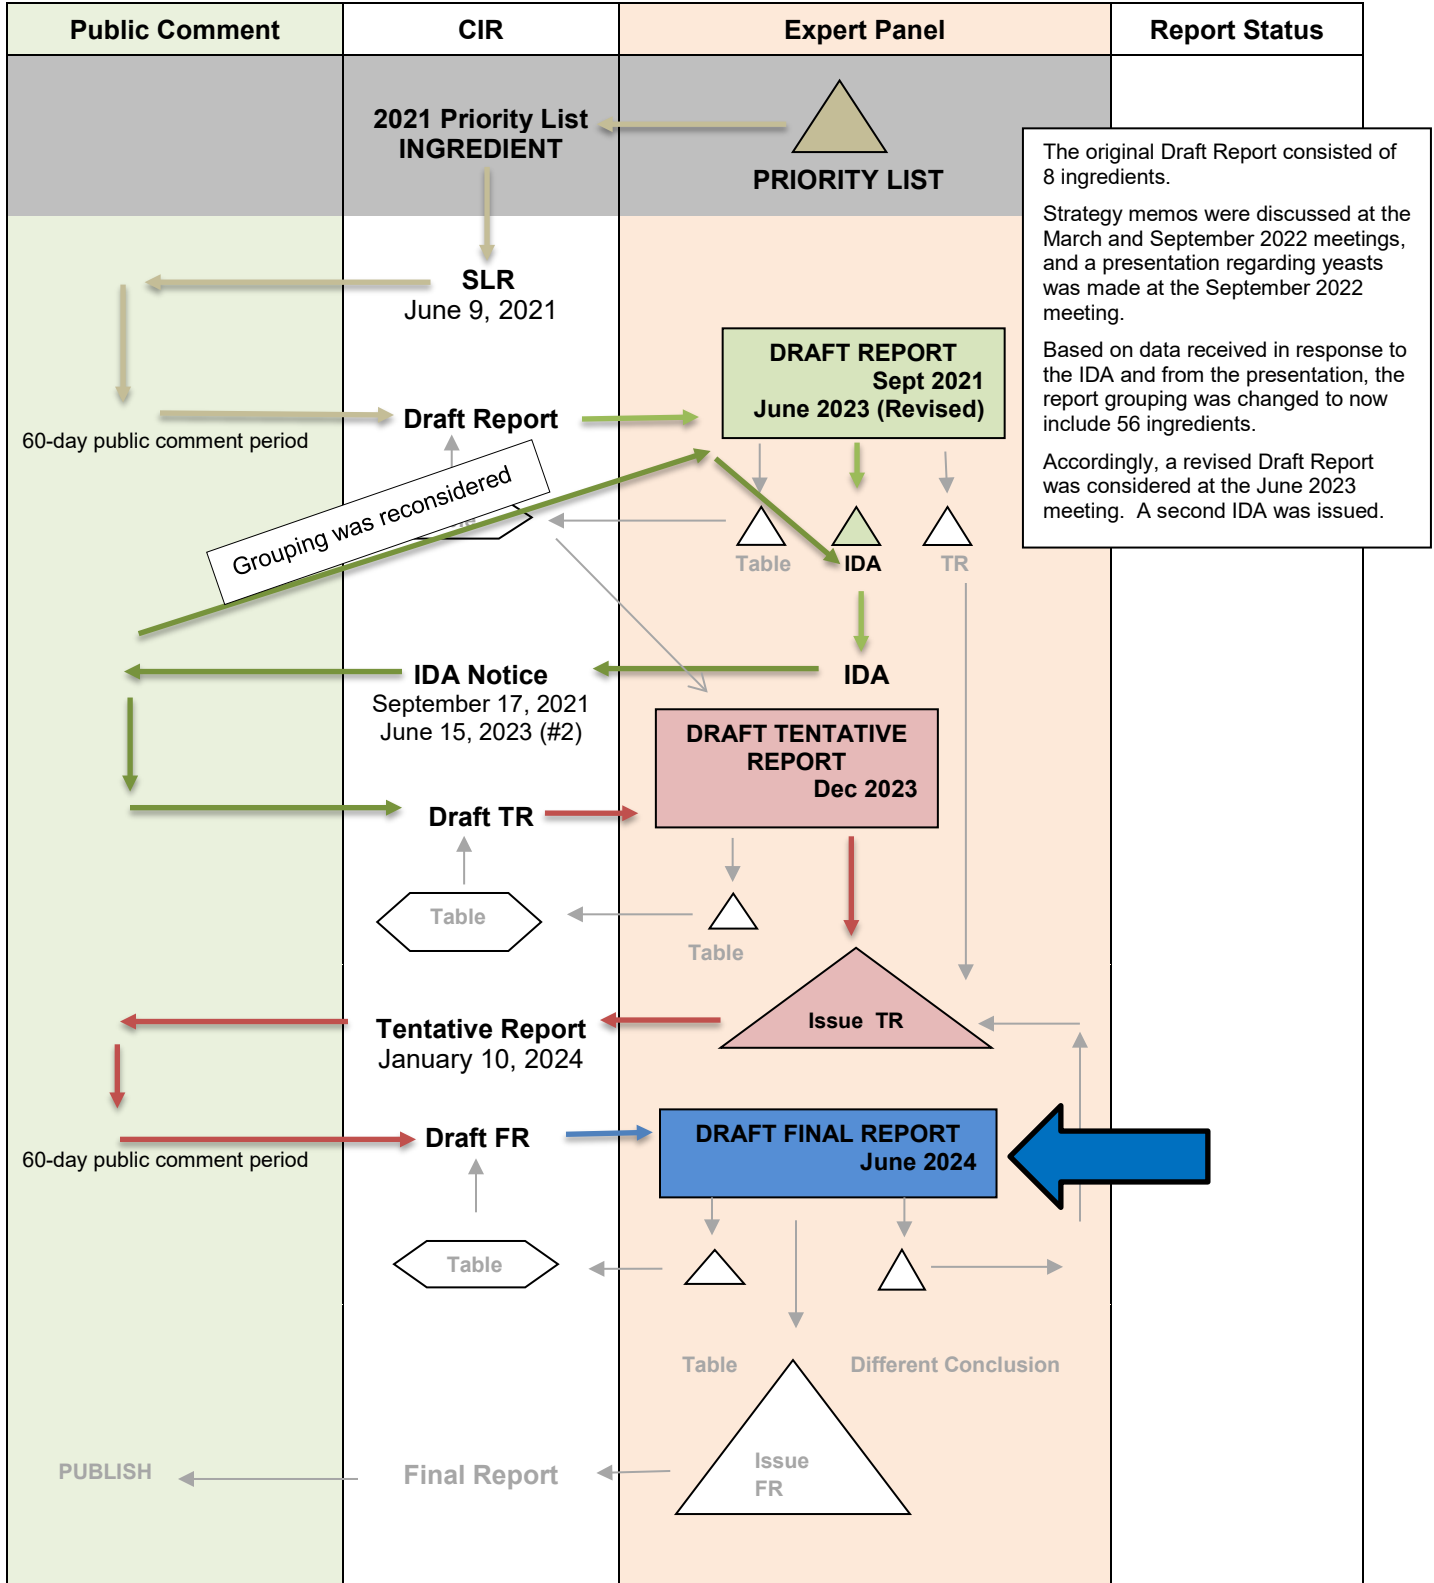 Public Comment
CIR
Expert Panel
Report Status
2021 Priority List
INGREDIENT
PRIORITY LIST
The original Draft Report consisted of
8 ingredients.
Strategy memos were discussed at the
March and September 2022 meetings,
and a presentation regarding yeasts
was made at the September 2022
meeting.
Based on data received in response to
the IDA and from the presentation, the
report grouping was changed to now
include 56 ingredients.
Accordingly, a revised Draft Report
was considered at the June 2023
meeting.  A second IDA was issued.
SLR
June 9, 2021
DRAFT REPORT
Sept 2021
June 2023 (Revised)
60-day public comment period
Draft Report
Grouping was reconsidered
Table
IDA
TR
IDA Notice
September 17, 2021
June 15, 2023 (#2)
IDA
DRAFT TENTATIVE
REPORT
Dec 2023
Draft TR
Table
Table
Tentative Report
January 10, 2024
Issue  TR
60-day public comment period
Draft FR
DRAFT FINAL REPORT
June 2024
Table
Table
Different Conclusion
PUBLISH
Final Report
Issue
FR